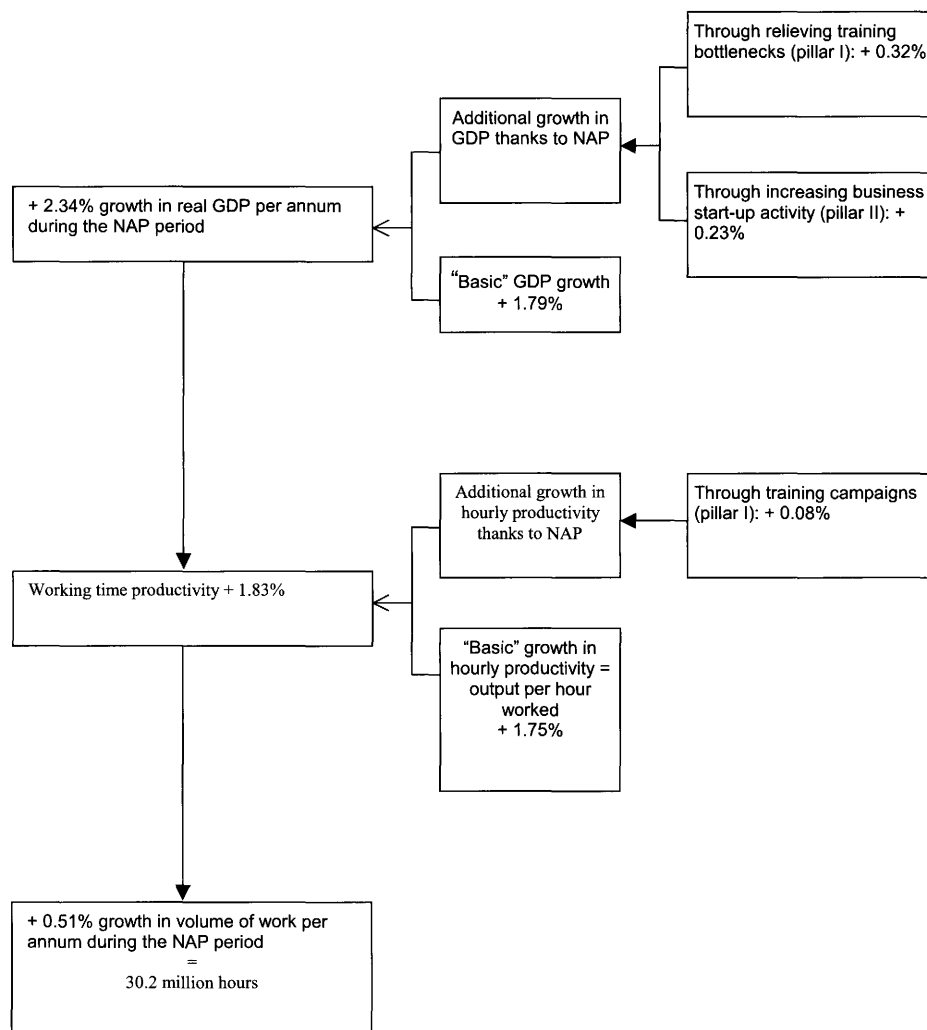 Through relieving training
bottlenecks (pillar I): + 0.32%
Additional growth in
GDP thanks to NAP
+ 2.34% growth in real GDP per annum
during the NAP period
Through increasing business
start-up activity (pillar II): +
0.23%
“Basic” GDP growth
+ 1.79%
Additional growth in
hourly productivity
thanks to NAP
Through training campaigns
(pillar I): + 0.08%
Working time productivity + 1.83%
“Basic” growth in
hourly productivity =
output per hour
worked
+ 1.75%
+ 0.51% growth in volume of work per
annum during the NAP period
=
30.2 million hours